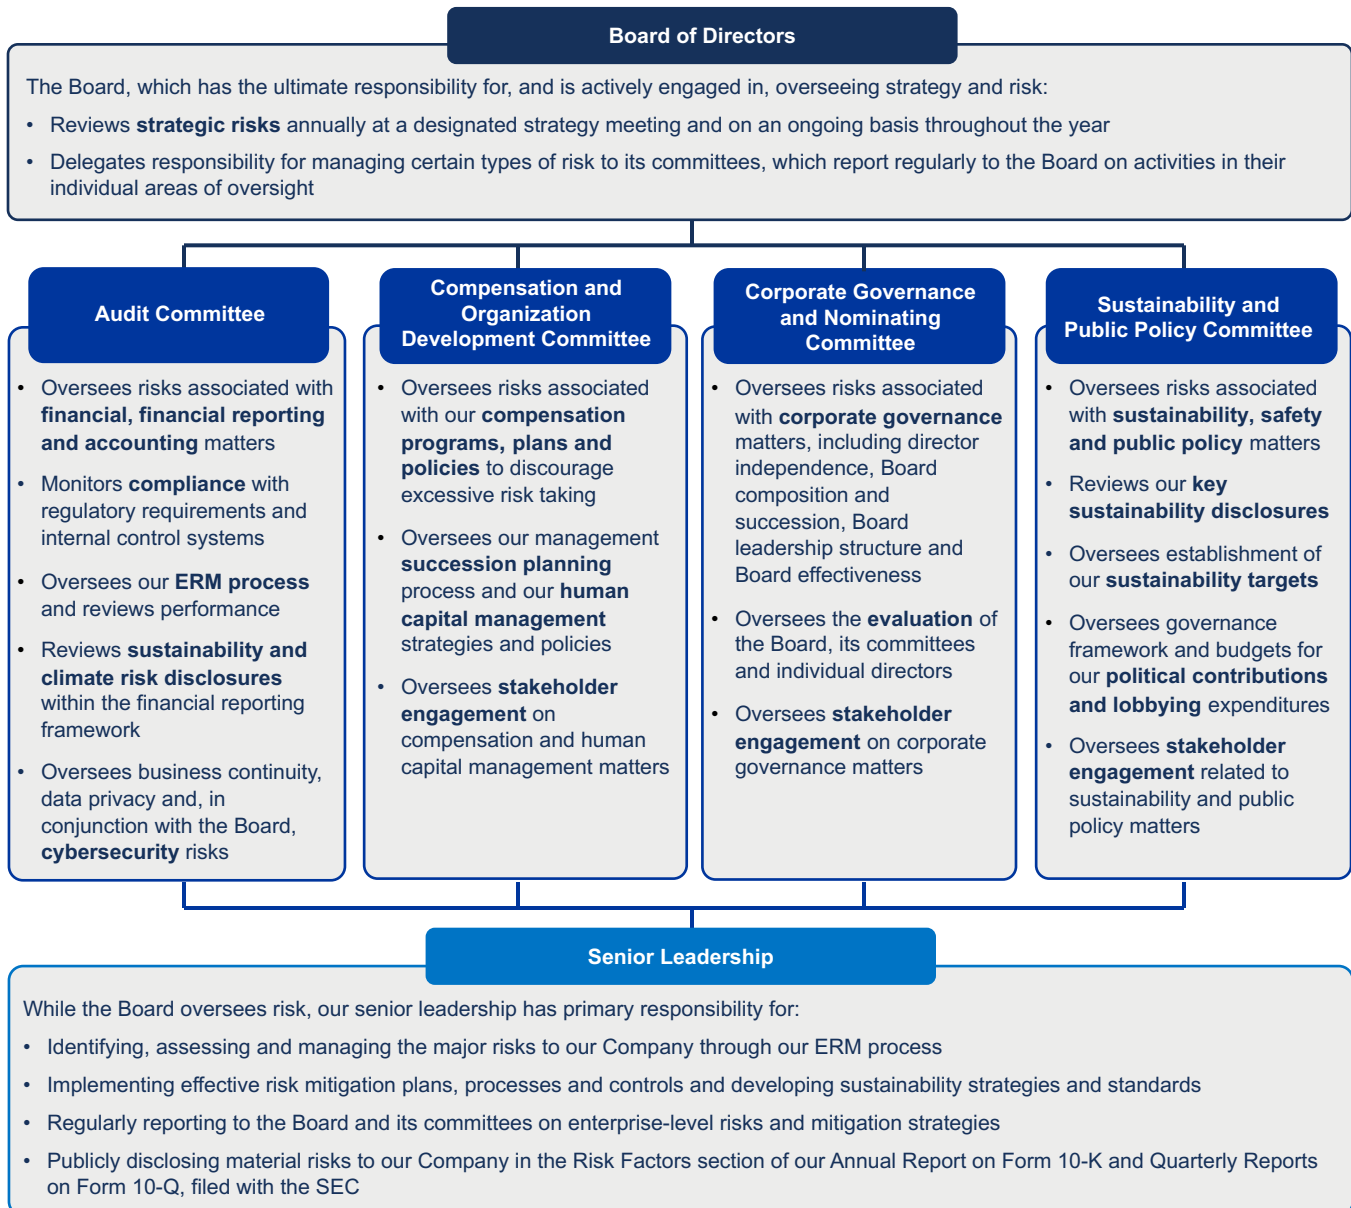 Board of Directors
The Board, which has the ultimate responsibility for, and is actively engaged in, overseeing strategy and risk:
• Reviews strategic risks annually at a designated strategy meeting and on an ongoing basis throughout the year
• Delegates responsibility for managing certain types of risk to its committees, which report regularly to the Board on activities in their
individual areas of oversight
Audit Committee
• Oversees risks associated with
financial, financial reporting
and accounting matters
• Monitors compliance with
regulatory requirements and
internal control systems
• Oversees our ERM process
and reviews performance
• Reviews sustainability and
climate risk disclosures
within the financial reporting
framework
• Oversees business continuity,
data privacy and, in
conjunction with the Board,
cybersecurity risks
Compensation and
Organization
Development Committee
• Oversees risks associated
with our compensation
programs, plans and
policies to discourage
excessive risk taking
• Oversees our management
succession planning
process and our human
capital management
strategies and policies
• Oversees stakeholder
engagement on
compensation and human
capital management matters
Corporate Governance
and Nominating
Committee
• Oversees risks associated
with corporate governance
matters, including director
independence, Board
composition and
succession, Board
leadership structure and
Board effectiveness
• Oversees the evaluation of
the Board, its committees
and individual directors
• Oversees stakeholder
engagement on corporate
governance matters
Sustainability and
Public Policy Committee
• Oversees risks associated
with sustainability, safety
and public policy matters
• Reviews our key
sustainability disclosures
• Oversees establishment of
our sustainability targets
• Oversees governance
framework and budgets for
our political contributions
and lobbying expenditures
• Oversees stakeholder
engagement related to
sustainability and public
policy matters
Senior Leadership
While the Board oversees risk, our senior leadership has primary responsibility for:
• Identifying, assessing and managing the major risks to our Company through our ERM process
• Implementing effective risk mitigation plans, processes and controls and developing sustainability strategies and standards
• Regularly reporting to the Board and its committees on enterprise-level risks and mitigation strategies
• Publicly disclosing material risks to our Company in the Risk Factors section of our Annual Report on Form 10-K and Quarterly Reports
on Form 10-Q, filed with the SEC